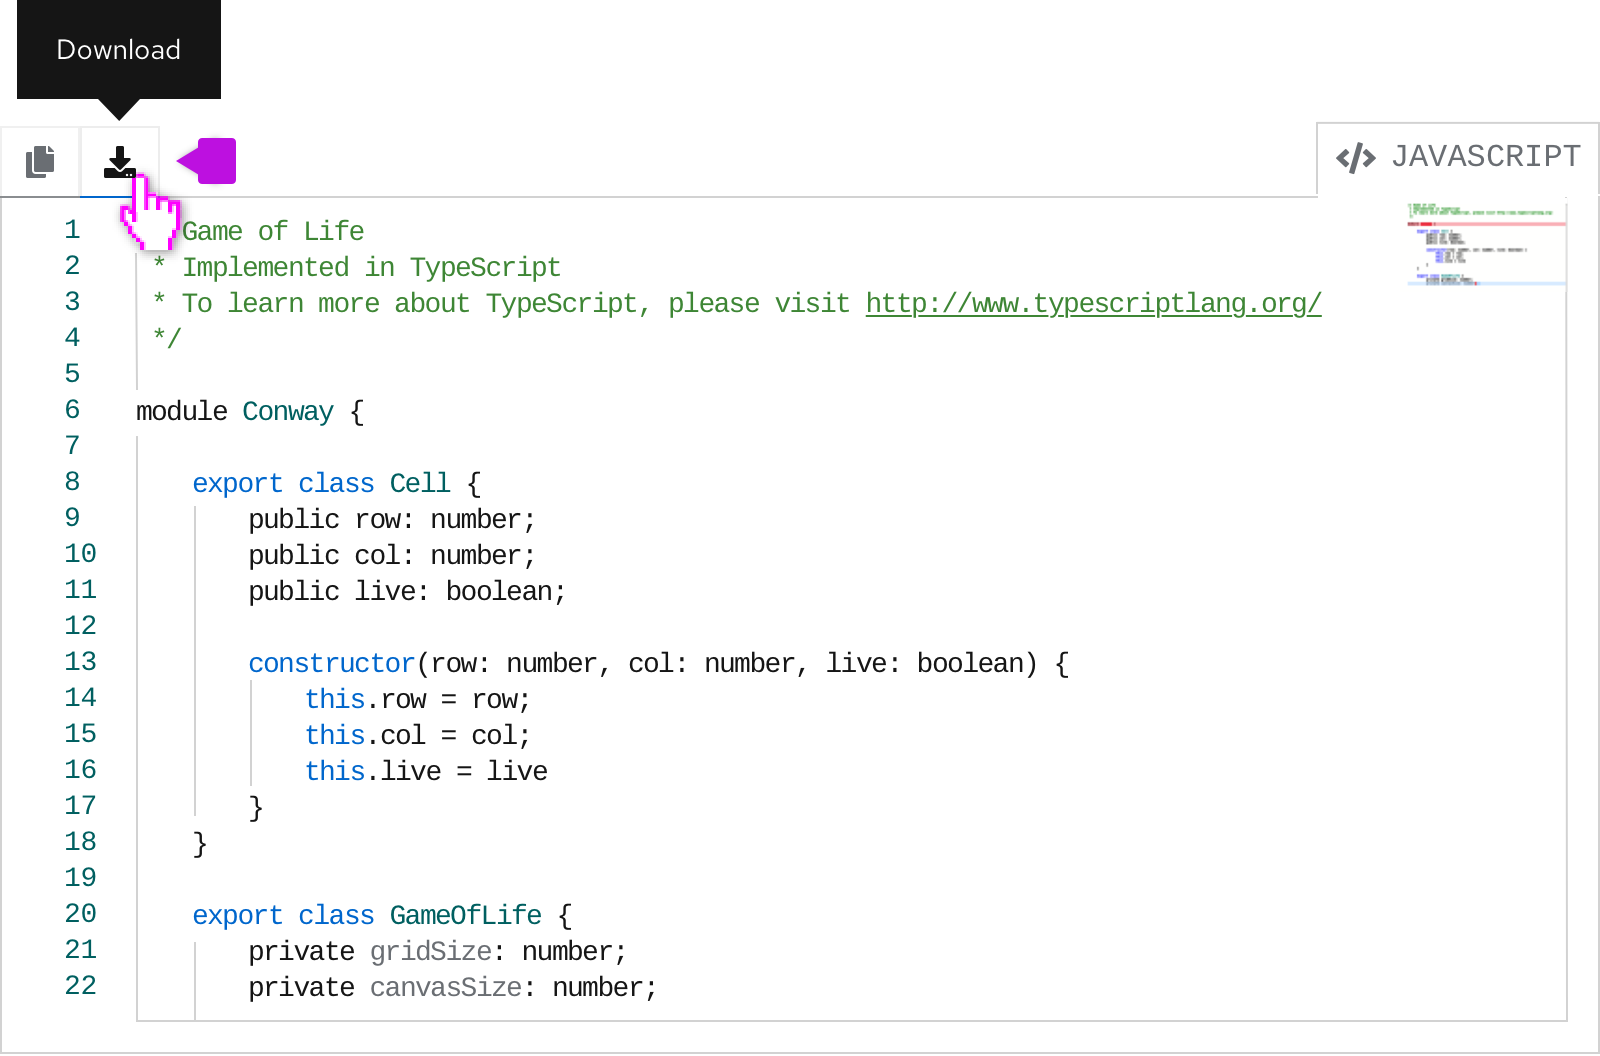 Download
JAVASCRIPT
1 Game of Life
2 * Implemented in TypeScript
3 * To learn more about TypeScript, please visit http://www.typescriptlang.org/
4 */
5
6 module Conway {
7
8 export class Cell {
9 public row: number;
10 public col: number;
11 public live: boolean;
12
13 constructor(row: number, col: number, live: boolean) {
14 this.row = row;
15 this.col = col;
16 this.live = live
17 }
18 }
19
20 export class GameOfLife {
21 private gridSize: number;
22 private canvasSize: number;